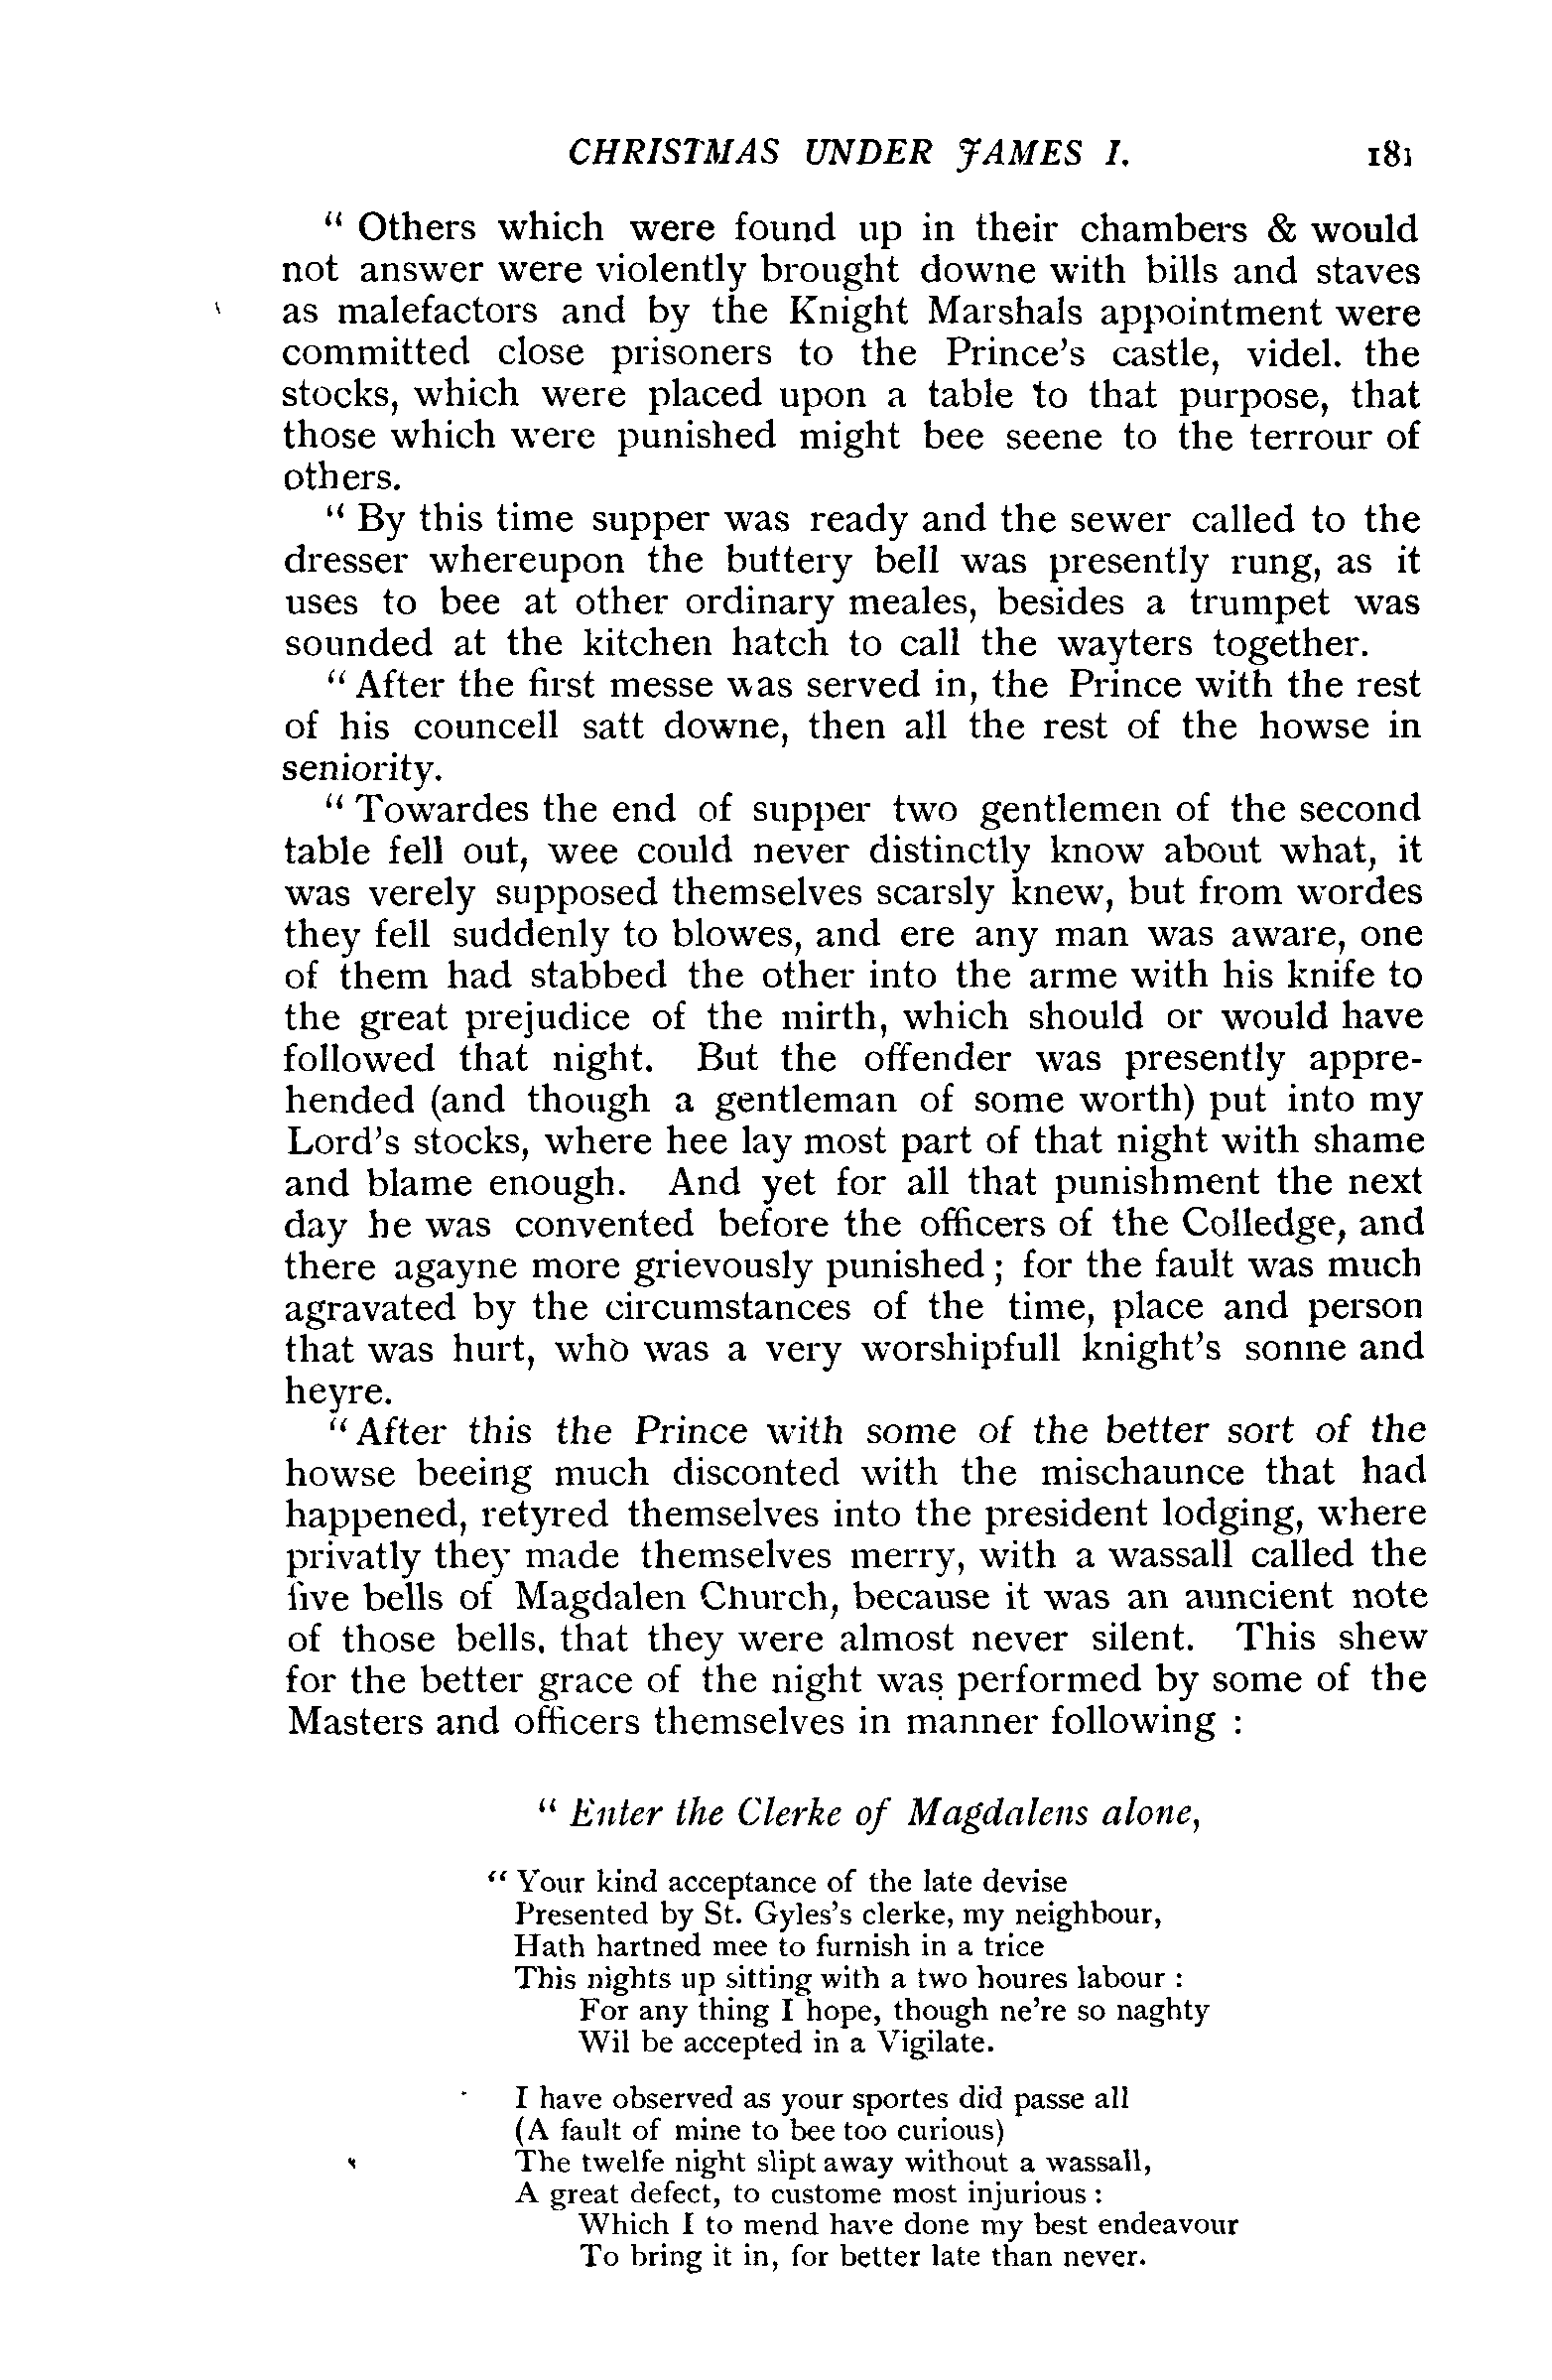 CHRISTMAS UNDER JAMES I. 181
“ Others which were found up in their chambers & would
not answer were violently brought downe with bills and staves
as malefactors and by the Knight Marshals appointment were
committed close prisoners to the Prince’s castle, videl. the
stocks, which were placed upon a table to that purpose, that
those which were punished might bee seene to the terrour of
others.
“ By this time supper was ready and the sewer called to the
dresser whereupon the buttery bell was presently rung, as it
uses to bee at other ordinary meales, besides a trumpet was
sounded at the kitchen hatch to call the wayters together.
“ After the first messe was served in, the Prince with the rest
of his councell satt downe, then all the rest of the howse in
seniority.
“ Towardes the end of supper two gentlemen of the second
table fell out, wee could never distinctly know about what, it
was verely supposed themselves scarsly knew, but from wordes
they fell suddenly to blowes, and ere any man was aware, one
of them had stabbed the other into the arme with his knife to
the great prejudice of the mirth, which should or would have
followed that night. But the offender was presently appre-
hended (and though a gentleman of some worth) put into my
Lord’s stocks, where hee lay most part of that night with shame
and blame enough. And yet for all that punishment the next
day he was convented before the officers of the Colledge, and
there agayne more grievously punished ; for the fault was much
agravated by the circumstances of the time, place and person
that was hurt, who was a very worshipfull knight’s sonne and
heyre.
“ After this the Prince with some of the better sort of the
howse beeing much disconted with the mischaunce that had
happened, retyred themselves into the president lodging, where
privatly they made themselves merry, with a wassall called the
five bells of Magdalen Church, because it was an auncient note
of those bells, that they were almost never silent. This shew
for the better grace of the night was performed by some of the
Masters and officers themselves in manner following :
“ Enter the Clerke of Magdalens alone,
“ Your kind acceptance of the late devise
Presented by St. Gyles’s clerke, my neighbour,
Hath hartned mee to furnish in a trice
This nights up sitting with a two houres labour :
For any thing I hope, though ne’re so naghty
Wil be accepted in a Vigilate.
I have observed as your sportes did passe all
(A fault of mine to bee too curious)
The twelfe night slipt away without a wassall,
A great defect, to custome most injurious :
Which I to mend have done my best endeavour
To bring it in, for better late than never.